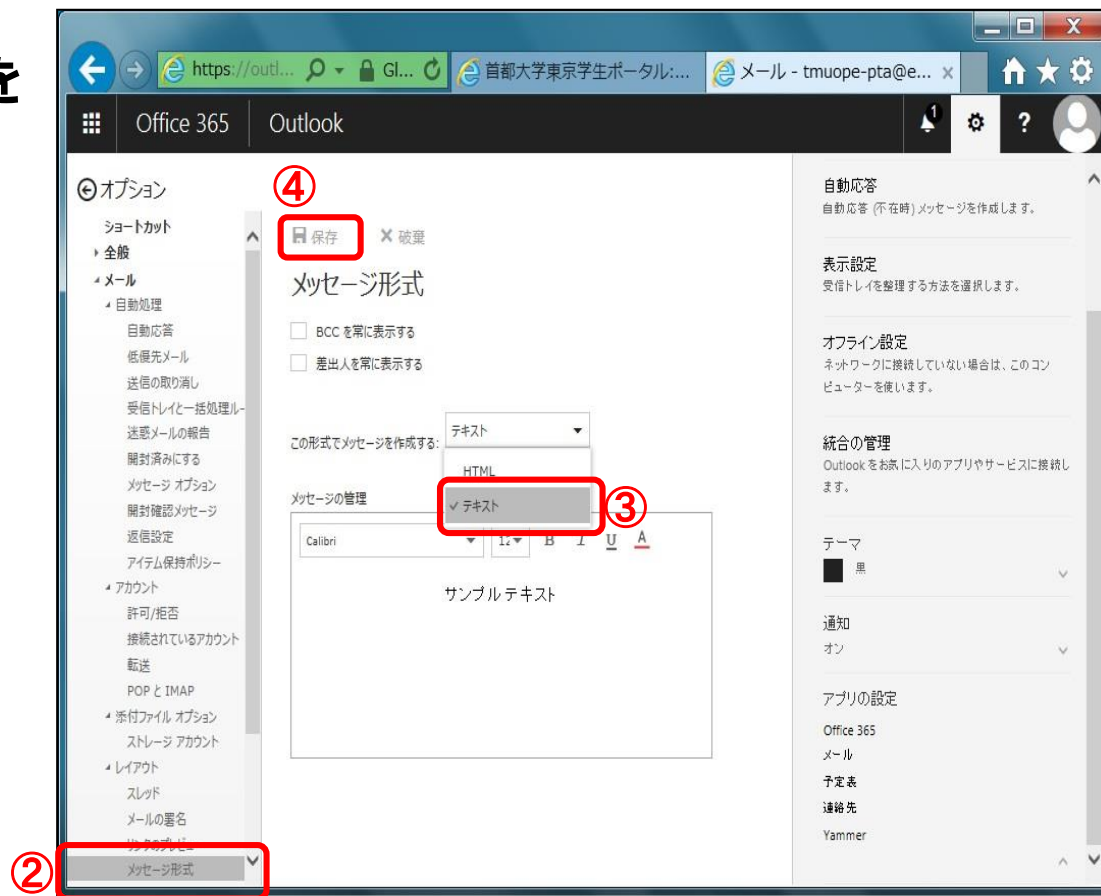 を
https://outl... Gl... 首都大学東京学生ポータル:... メール - tmuope-pta@e... ×
Office 365 Outlook 1 ?
オプション
ショートカット
全般
メール
自動処理
自動応答
低優先メール
送信の取り消し
受信トレイと一括処理ルー
迷惑メールの報告
開封済みにする
メッセージ オプション
開封確認メッセージ
返信設定
アイテム保持ポリシー
アカウント
許可/拒否
接続されているアカウント
転送
POP と IMAP
添付ファイル オプション
ストレージ アカウント
レイアウト
スレッド
メールの署名
リンクのプレビュー
② メッセージ形式
④
保存 × 破棄
メッセージ形式
BCC を常に表示する
差出人を常に表示する
この形式でメッセージを作成する: テキスト
HTML
✓ テキスト ③
メッセージの管理
Calibri 12 B I U A
サンプル テキスト
自動応答
自動応答 (不在時) メッセージを作成します。
表示設定
受信トレイを整理する方法を選択します。
オフライン設定
ネットワークに接続していない場合は、このコン
ピューターを使います。
統合の管理
Outlook をお気に入りのアプリやサービスに接続し
ます。
テーマ
黒
通知
オン
アプリの設定
Office 365
メール
予定表
連絡先
Yammer